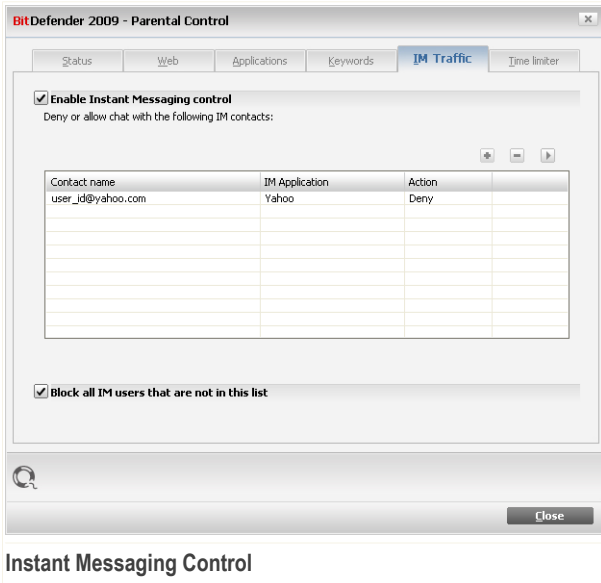 BitDefender 2009 - Parental Control
Status Web Applications Keywords IM Traffic Time limiter
Enable Instant Messaging control
Deny or allow chat with the following IM contacts:
Contact name IM Application Action
user_id@yahoo.com Yahoo Deny
Block all IM users that are not in this list
Close
Instant Messaging Control